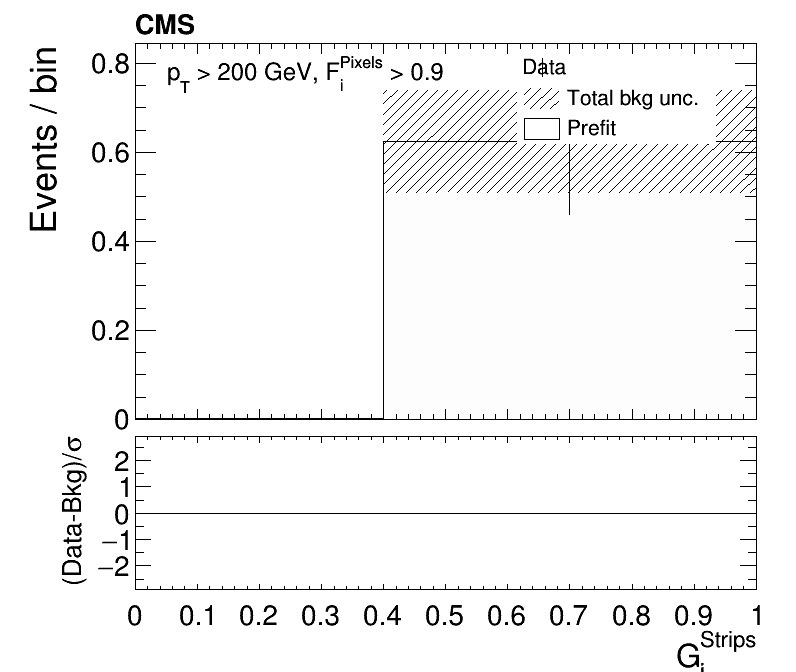 CMS
Events / bin
0.8
0.6
0.4
0.2
0
p_T > 200 GeV, F_i^Pixels > 0.9
Data
Total bkg unc.
Prefit
(Data-Bkg)/σ
2
1
0
−1
−2
0 0.1 0.2 0.3 0.4 0.5 0.6 0.7 0.8 0.9 1
G_i^Strips